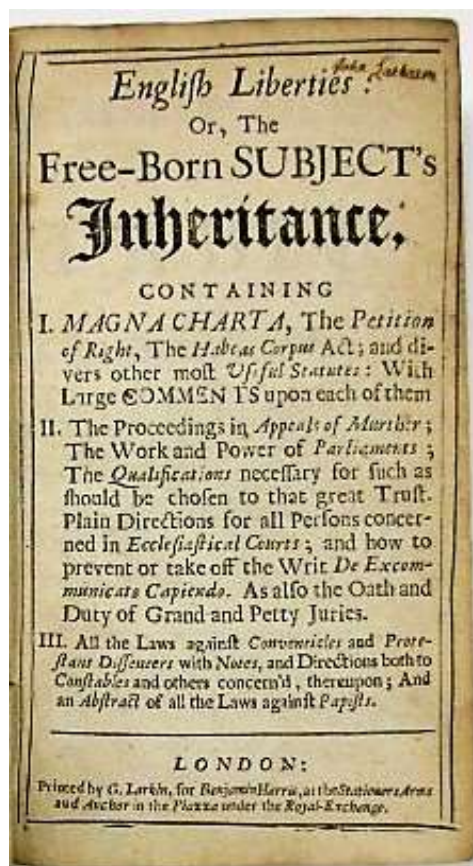 John
Engliſh Liberties:
Or, The
Free-Born SUBJECT's
Inheritance,
CONTAINING
I. MAGNA CHARTA, The Petition
of Right, The Habeas Corpus Act; and di-
vers other moſt Uſeful Statutes: With
Large COMMENTS upon each of them
II. The Proceedings in Appeals of Murther;
The Work and Power of Parliaments;
The Qualifications neceſſary for ſuch as
ſhould be choſen to that great Truſt.
Plain Directions for all Perſons concer-
ned in Eccleſiaſtical Courts; and how to
prevent or take off the Writ De Excom-
municato Capiendo. As alſo the Oath and
Duty of Grand and Petty Juries.
III. All the Laws againſt Conventicles and Prote-
ſtant Diſſenters with Notes, and Directions both to
Conſtables and others concern'd, thereupon; And
an Abſtract of all the Laws againſt Papiſts.
LONDON:
Printed by G. Larkin, for Benjamin Harris, at the Stationers Arms
and Anchor in the Piazza under the Royal-Exchange.